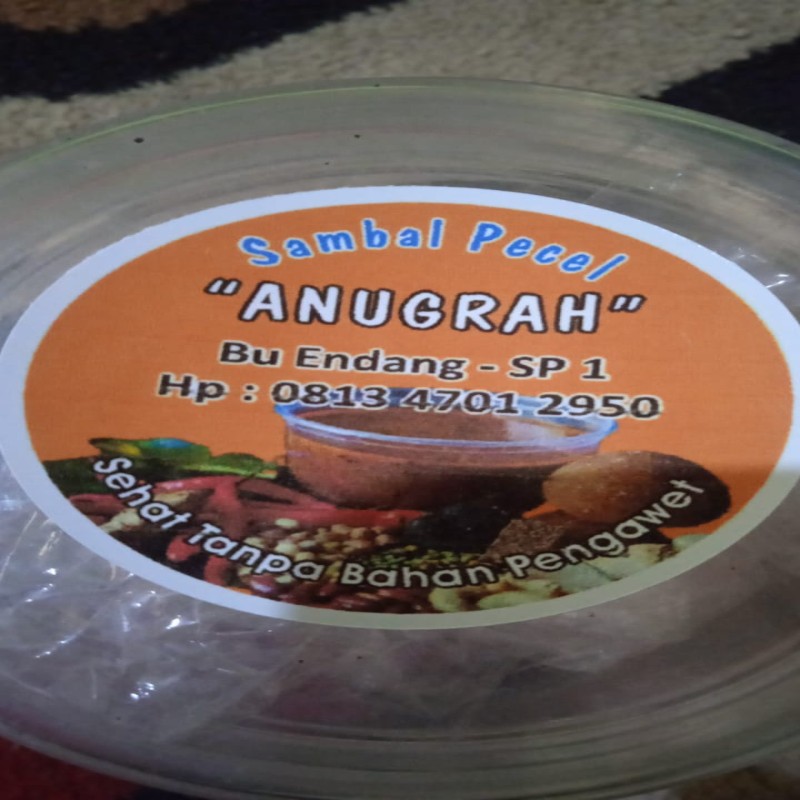 Sambal Pecel
"ANUGRAH"
Bu Endang - SP 1
Hp : 0813 4701 2950
Sehat Tanpa Bahan Pengawet